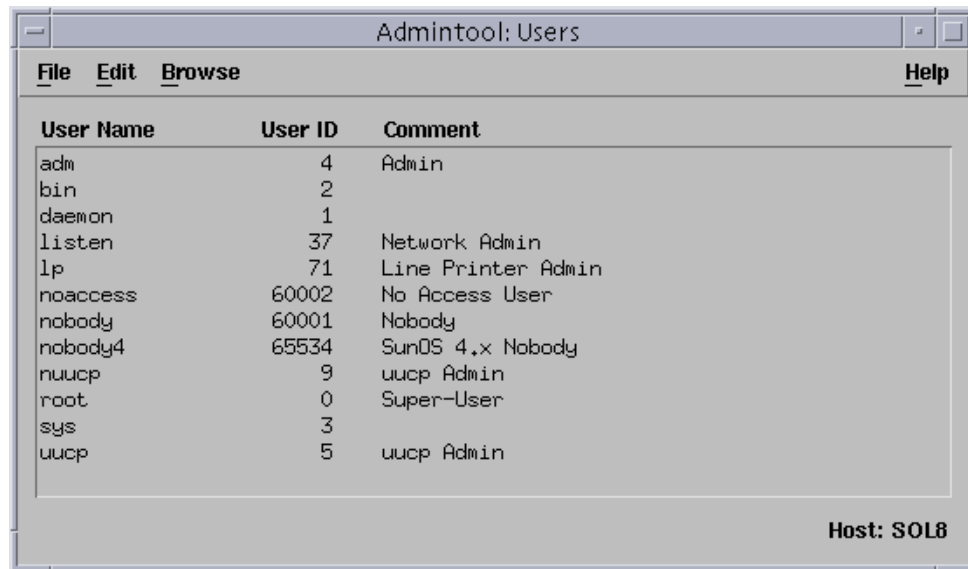 Admintool: Users
File Edit Browse Help
User Name User ID Comment
adm 4 Admin
bin 2
daemon 1
listen 37 Network Admin
lp 71 Line Printer Admin
noaccess 60002 No Access User
nobody 60001 Nobody
nobody4 65534 SunOS 4.x Nobody
nuucp 9 uucp Admin
root 0 Super-User
sys 3
uucp 5 uucp Admin
Host: SOL8